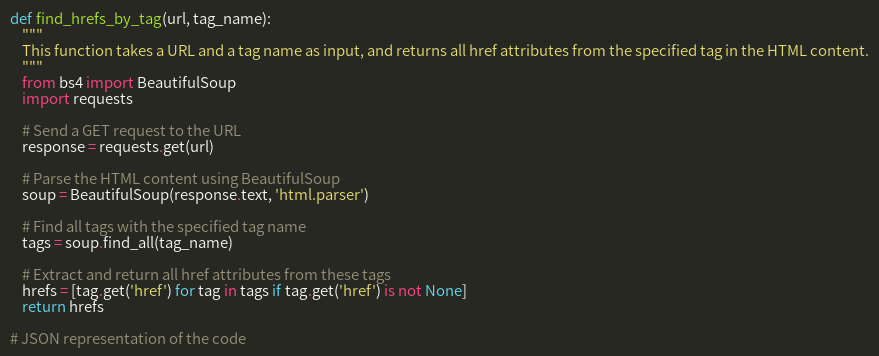 def find_hrefs_by_tag(url, tag_name):
    """
    This function takes a URL and a tag name as input, and returns all href attributes from the specified tag in the HTML content.
    """
    from bs4 import BeautifulSoup
    import requests

    # Send a GET request to the URL
    response = requests.get(url)

    # Parse the HTML content using BeautifulSoup
    soup = BeautifulSoup(response.text, 'html.parser')

    # Find all tags with the specified tag name
    tags = soup.find_all(tag_name)

    # Extract and return all href attributes from these tags
    hrefs = [tag.get('href') for tag in tags if tag.get('href') is not None]
    return hrefs

# JSON representation of the code